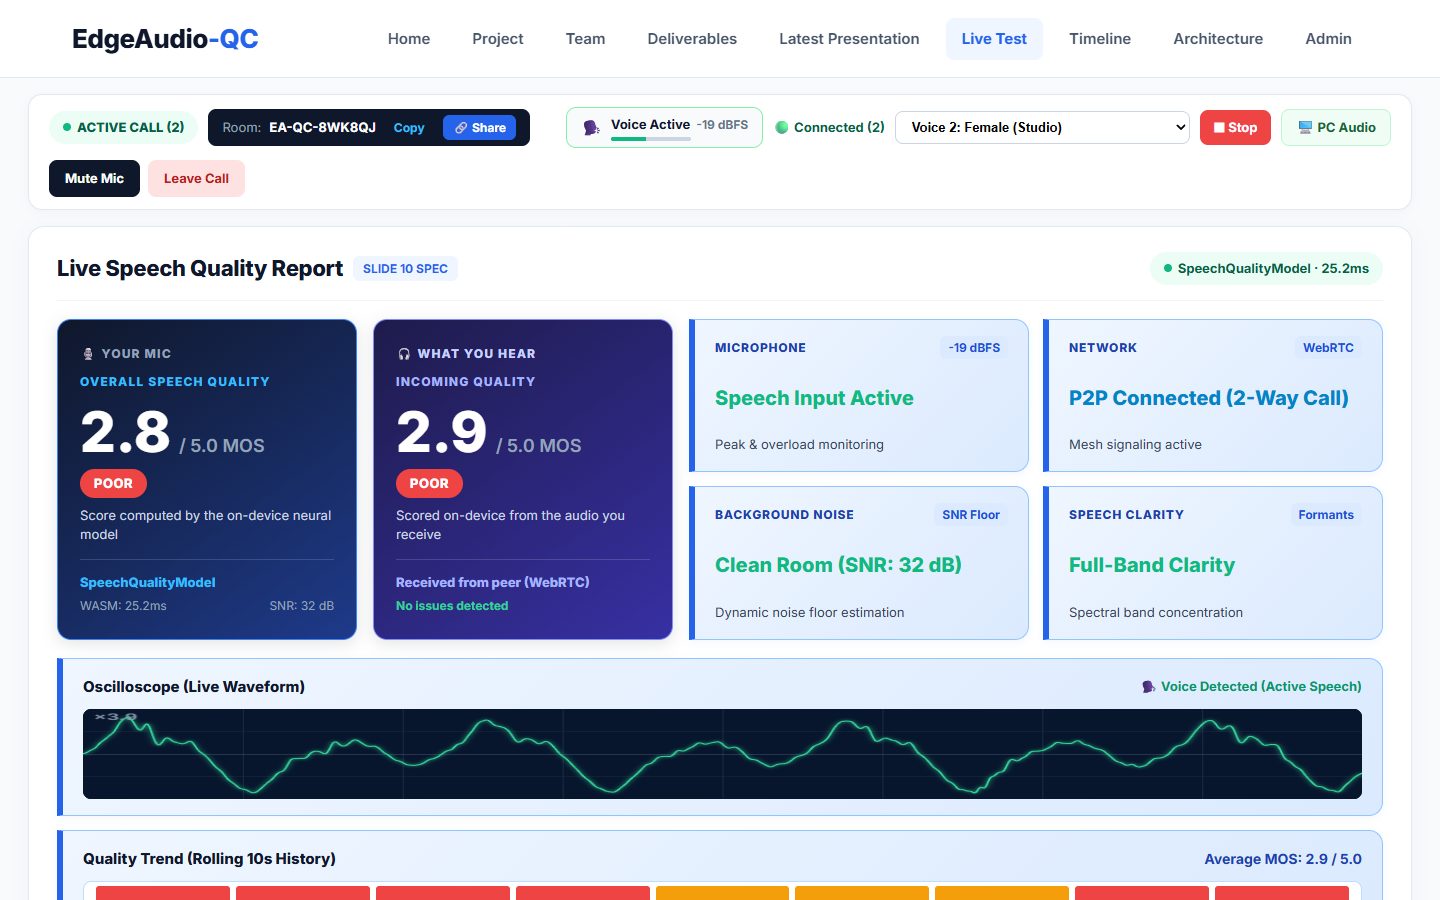 EdgeAudio-QC
Home Project Team Deliverables Latest Presentation Live Test Timeline Architecture Admin
ACTIVE CALL (2) Room: EA-QC-8WK8QJ Copy Share Voice Active -19 dBFS Connected (2) Voice 2: Female (Studio) Stop PC Audio
Mute Mic Leave Call
Live Speech Quality Report SLIDE 10 SPEC SpeechQualityModel · 25.2ms
YOUR MIC
OVERALL SPEECH QUALITY
2.8 / 5.0 MOS
POOR
Score computed by the on-device neural
model
SpeechQualityModel
WASM: 25.2ms SNR: 32 dB
WHAT YOU HEAR
INCOMING QUALITY
2.9 / 5.0 MOS
POOR
Scored on-device from the audio you
receive
Received from peer (WebRTC)
No issues detected
MICROPHONE -19 dBFS
Speech Input Active
Peak & overload monitoring
NETWORK WebRTC
P2P Connected (2-Way Call)
Mesh signaling active
BACKGROUND NOISE SNR Floor
Clean Room (SNR: 32 dB)
Dynamic noise floor estimation
SPEECH CLARITY Formants
Full-Band Clarity
Spectral band concentration
Oscilloscope (Live Waveform) Voice Detected (Active Speech)
×3.9
Quality Trend (Rolling 10s History) Average MOS: 2.9 / 5.0